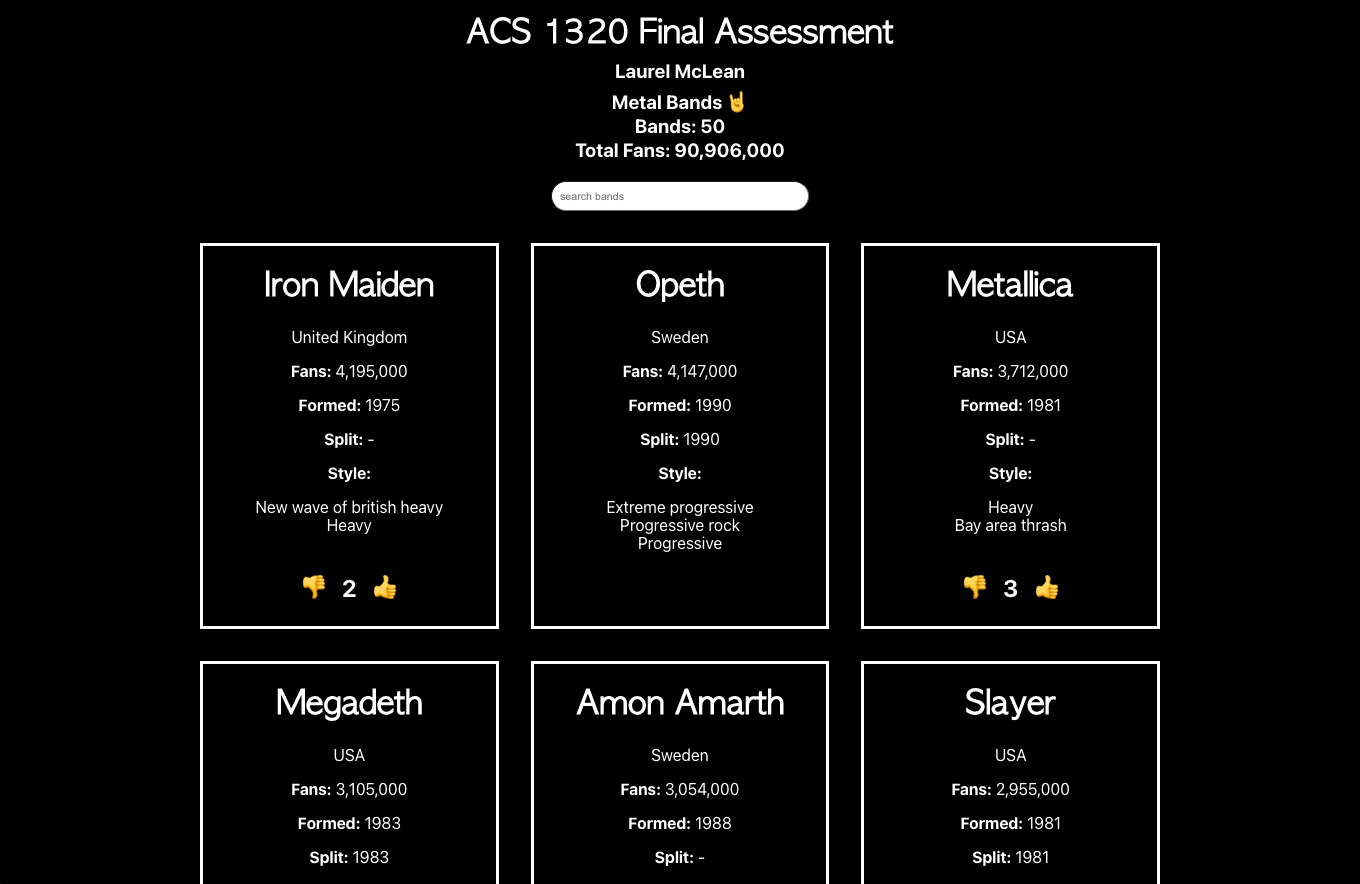 ACS 1320 Final Assessment
Laurel McLean
Metal Bands 🤘
Bands: 50
Total Fans: 90,906,000
search bands
Iron Maiden
United Kingdom
Fans: 4,195,000
Formed: 1975
Split: -
Style:
New wave of british heavy
Heavy
👎 2 👍
Opeth
Sweden
Fans: 4,147,000
Formed: 1990
Split: 1990
Style:
Extreme progressive
Progressive rock
Progressive
Metallica
USA
Fans: 3,712,000
Formed: 1981
Split: -
Style:
Heavy
Bay area thrash
👎 3 👍
Megadeth
USA
Fans: 3,105,000
Formed: 1983
Split: 1983
Amon Amarth
Sweden
Fans: 3,054,000
Formed: 1988
Split: -
Slayer
USA
Fans: 2,955,000
Formed: 1981
Split: 1981